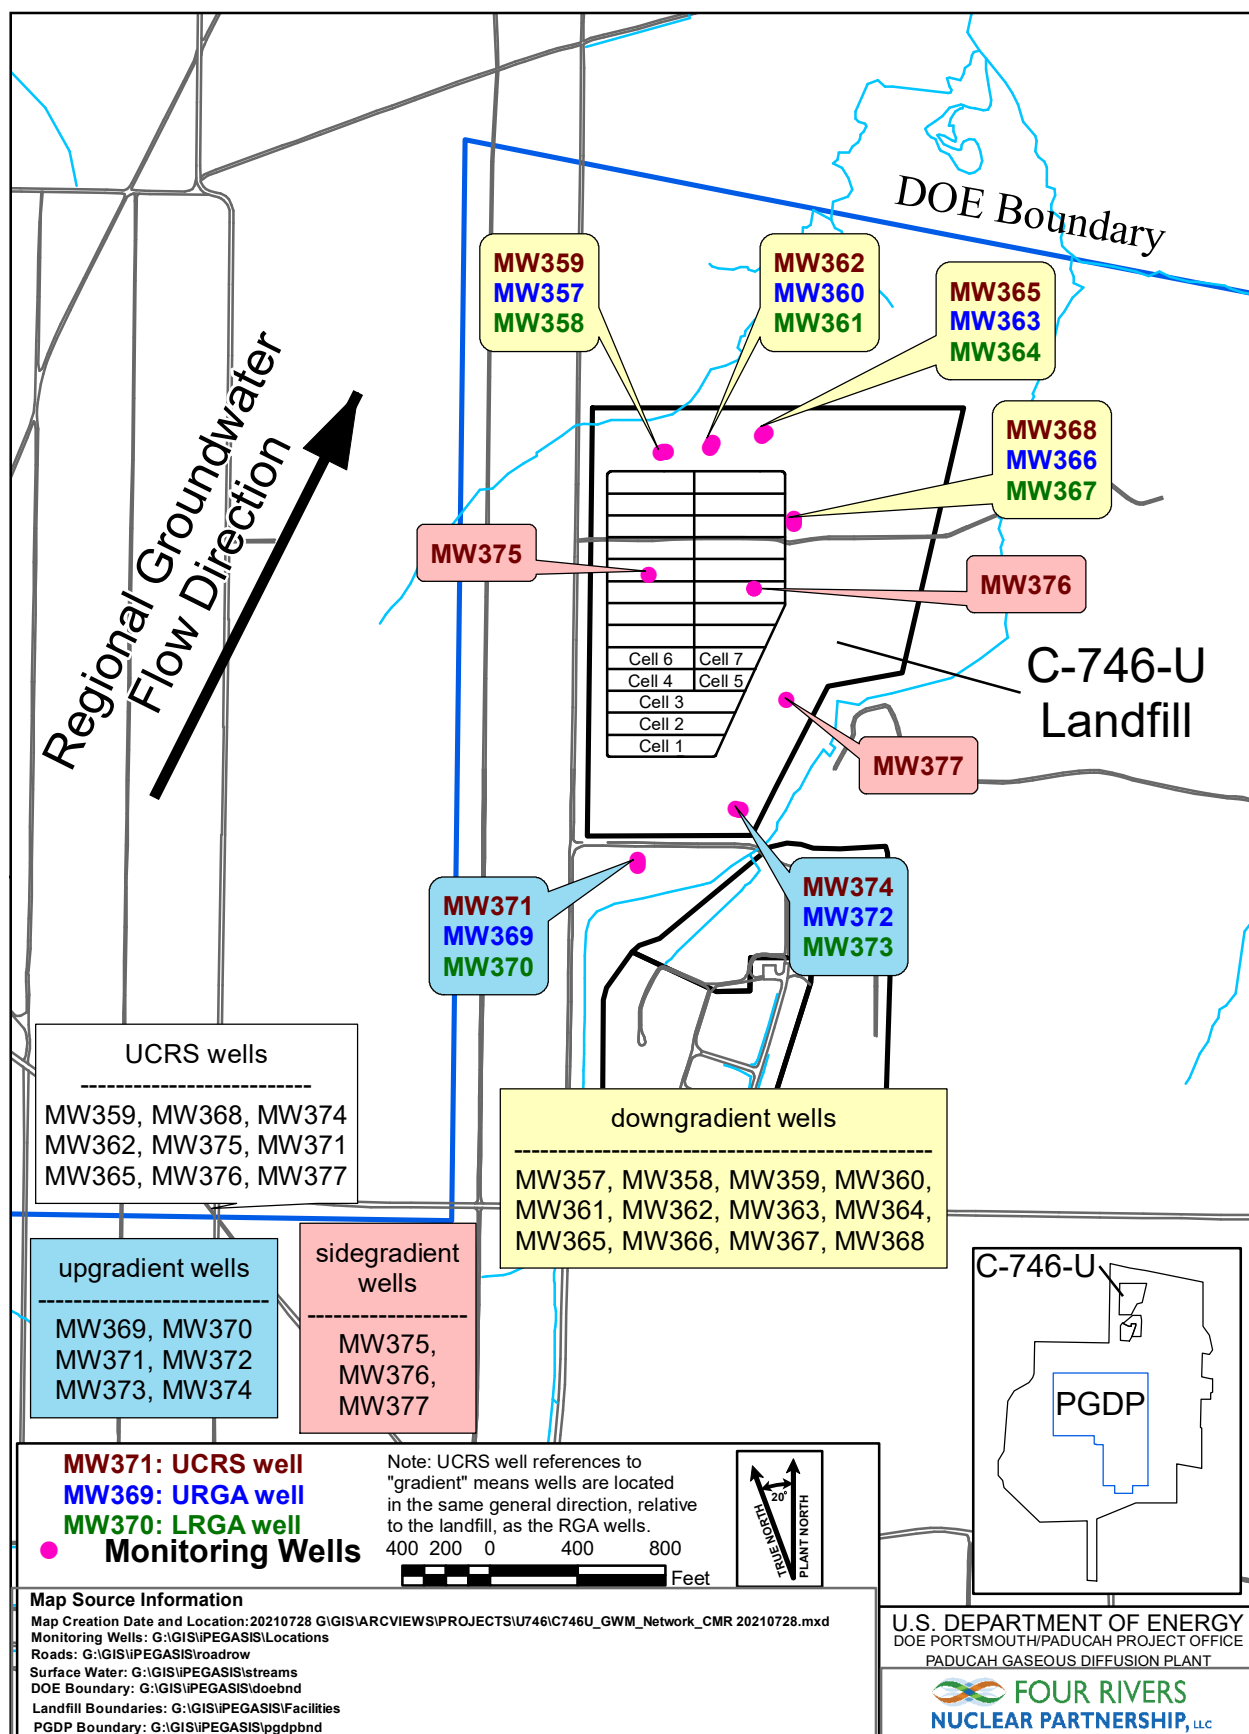 DOE Boundary
MW359
MW357
MW358
MW362
MW360
MW361
MW365
MW363
MW364
MW368
MW366
MW367
Regional Groundwater
Flow Direction
MW375
MW376
Cell 6
Cell 7
Cell 4
Cell 5
Cell 3
Cell 2
Cell 1
C-746-U
Landfill
MW377
MW371
MW369
MW370
MW374
MW372
MW373
UCRS wells
----------------------------
MW359, MW368, MW374
MW362, MW375, MW371
MW365, MW376, MW377
downgradient wells
---------------------------------------------------
MW357, MW358, MW359, MW360,
MW361, MW362, MW363, MW364,
MW365, MW366, MW367, MW368
upgradient wells
----------------------------
MW369, MW370
MW371, MW372
MW373, MW374
sidegradient
wells
------------------
MW375,
MW376,
MW377
C-746-U
PGDP
MW371: UCRS well
MW369: URGA well
MW370: LRGA well
Monitoring Wells
Note: UCRS well references to
"gradient" means wells are located
in the same general direction, relative
to the landfill, as the RGA wells.
400 200 0 400 800
Feet
20°
TRUE NORTH
PLANT NORTH
Map Source Information
Map Creation Date and Location:20210728 G\GIS\ARCVIEWS\PROJECTS\U746\C746U_GWM_Network_CMR 20210728.mxd
Monitoring Wells: G:\GIS\iPEGASIS\Locations
Roads: G:\GIS\iPEGASIS\roadrow
Surface Water: G:\GIS\iPEGASIS\streams
DOE Boundary: G:\GIS\iPEGASIS\doebnd
Landfill Boundaries: G:\GIS\iPEGASIS\Facilities
PGDP Boundary: G:\GIS\iPEGASIS\pgdpbnd
U.S. DEPARTMENT OF ENERGY
DOE PORTSMOUTH/PADUCAH PROJECT OFFICE
PADUCAH GASEOUS DIFFUSION PLANT
FOUR RIVERS
NUCLEAR PARTNERSHIP, LLC